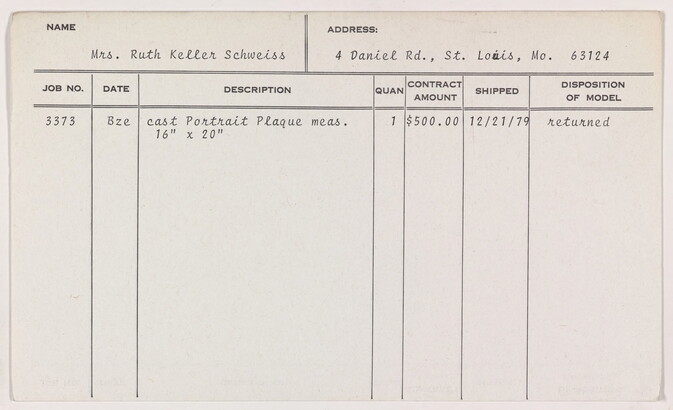 NAME
Mrs. Ruth Keller Schweiss
ADDRESS:
4 Daniel Rd., St. Louis, Mo. 63124
JOB NO. DATE DESCRIPTION QUAN CONTRACT AMOUNT SHIPPED DISPOSITION OF MODEL
3373 Bze cast Portrait Plaque meas. 1 $500.00 12/21/79 returned
16" x 20"